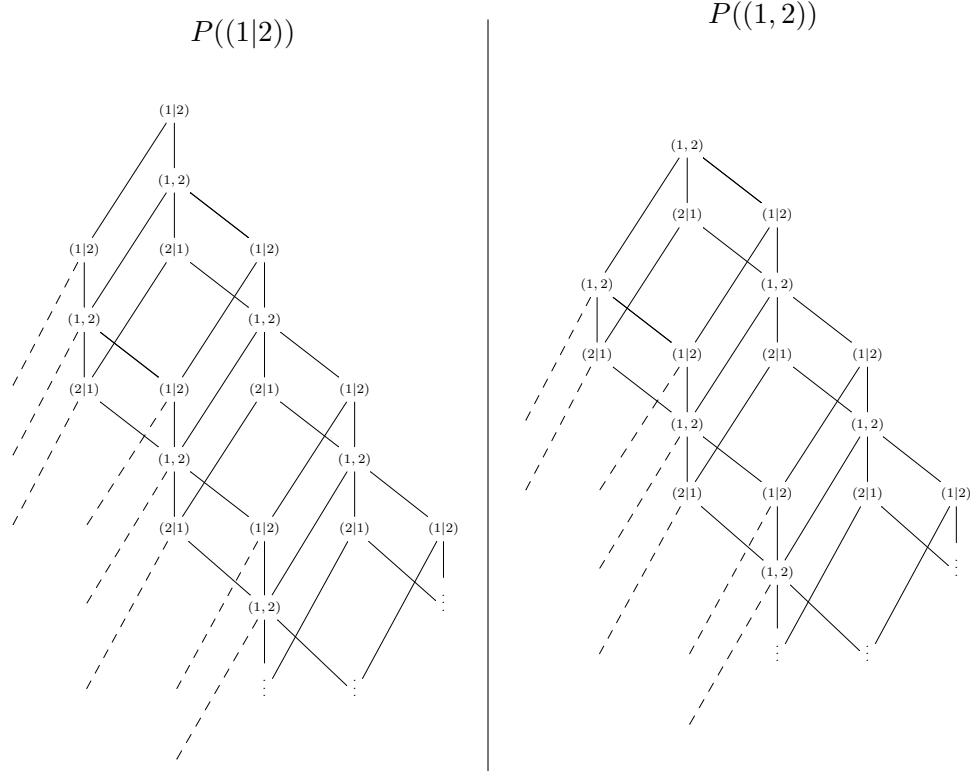 P((1|2))
(1|2)
(1, 2)
(1|2) (2|1) (1|2)
(1, 2) (1, 2)
(2|1) (1|2) (2|1) (1|2)
(1, 2) (1, 2)
(2|1) (1|2) (2|1) (1|2)
(1, 2) ⋮
⋮ ⋮
P((1, 2))
(1, 2)
(2|1) (1|2)
(1, 2) (1, 2)
(2|1) (1|2) (2|1) (1|2)
(1, 2) (1, 2)
(2|1) (1|2) (2|1) (1|2)
(1, 2) ⋮
⋮ ⋮